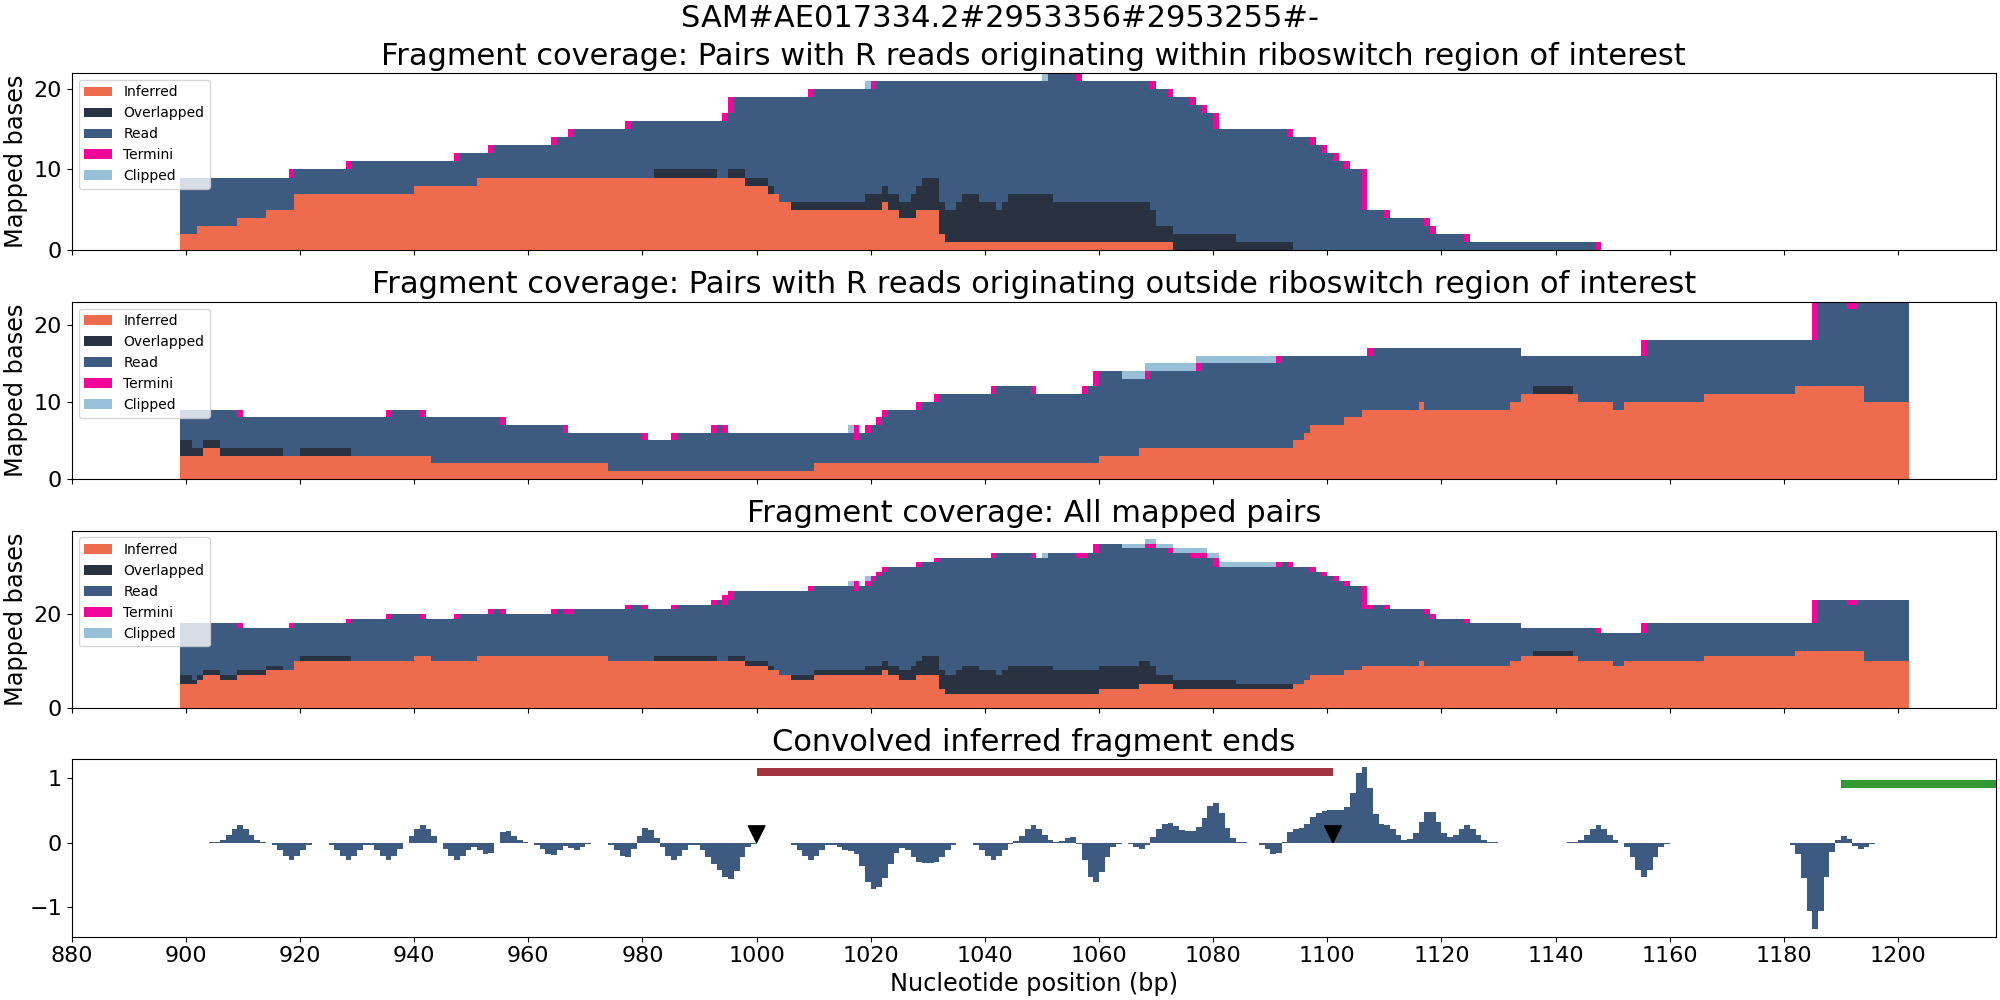 SAM#AE017334.2#2953356#2953255#-
Fragment coverage: Pairs with R reads originating within riboswitch region of interest
Mapped bases
20
10
0
Inferred
Overlapped
Read
Termini
Clipped
Fragment coverage: Pairs with R reads originating outside riboswitch region of interest
Mapped bases
20
10
0
Inferred
Overlapped
Read
Termini
Clipped
Fragment coverage: All mapped pairs
Mapped bases
20
0
Inferred
Overlapped
Read
Termini
Clipped
Convolved inferred fragment ends
1
0
−1
880 900 920 940 960 980 1000 1020 1040 1060 1080 1100 1120 1140 1160 1180 1200
Nucleotide position (bp)